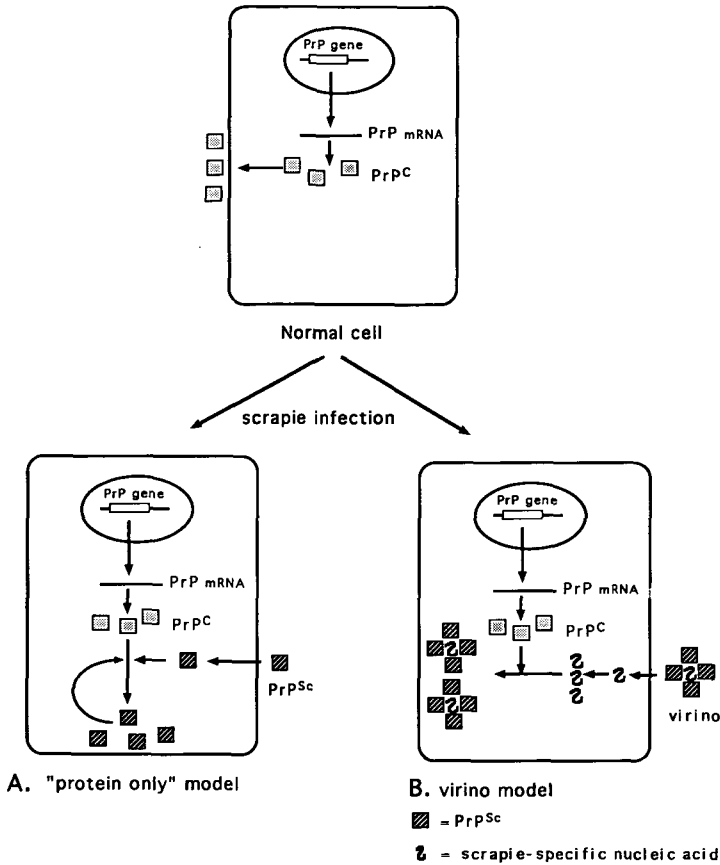 PrP gene
PrP mRNA
PrPC
Normal cell
scrapie infection
PrP gene
PrP mRNA
PrPC
PrPSc
A. "protein only" model
PrP gene
PrP mRNA
PrPC
virino
B. virino model
= PrPSc
= scrapie-specific nucleic acid